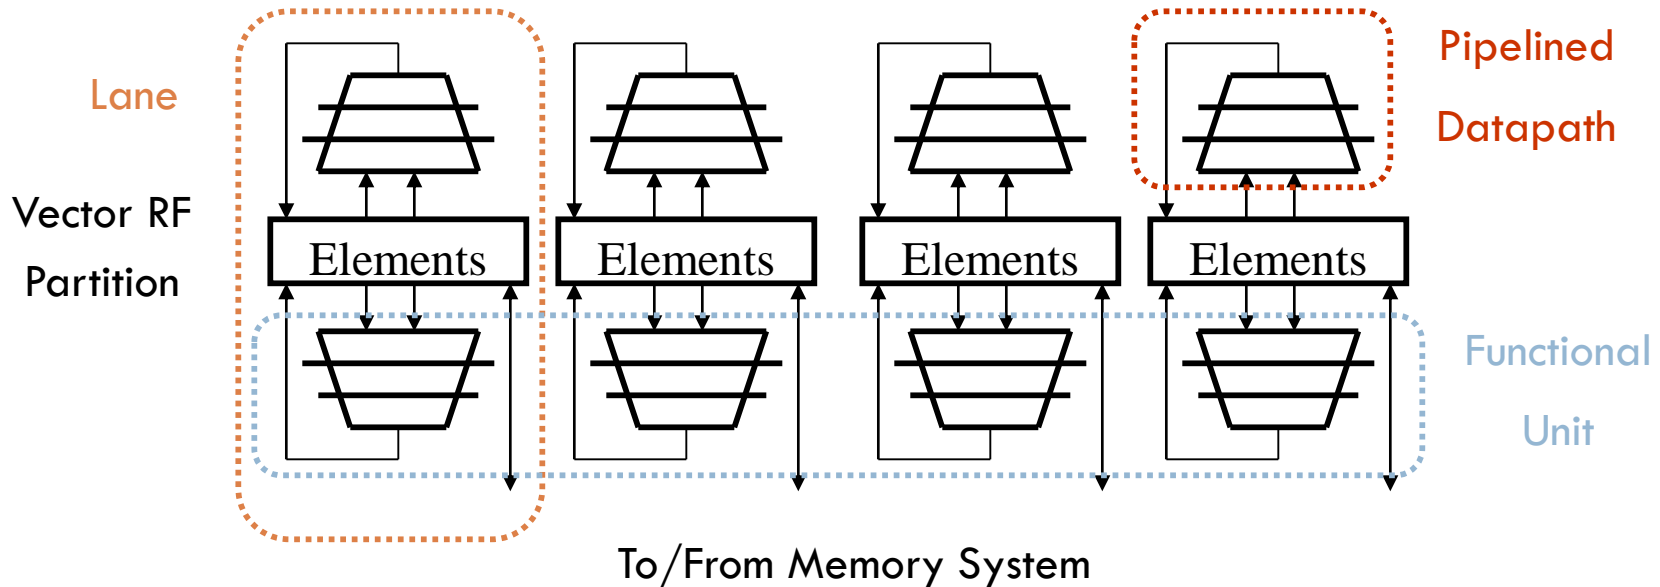 Lane
Vector RF
Partition
Elements
Elements
Elements
Elements
Pipelined
Datapath
Functional
Unit
To/From Memory System